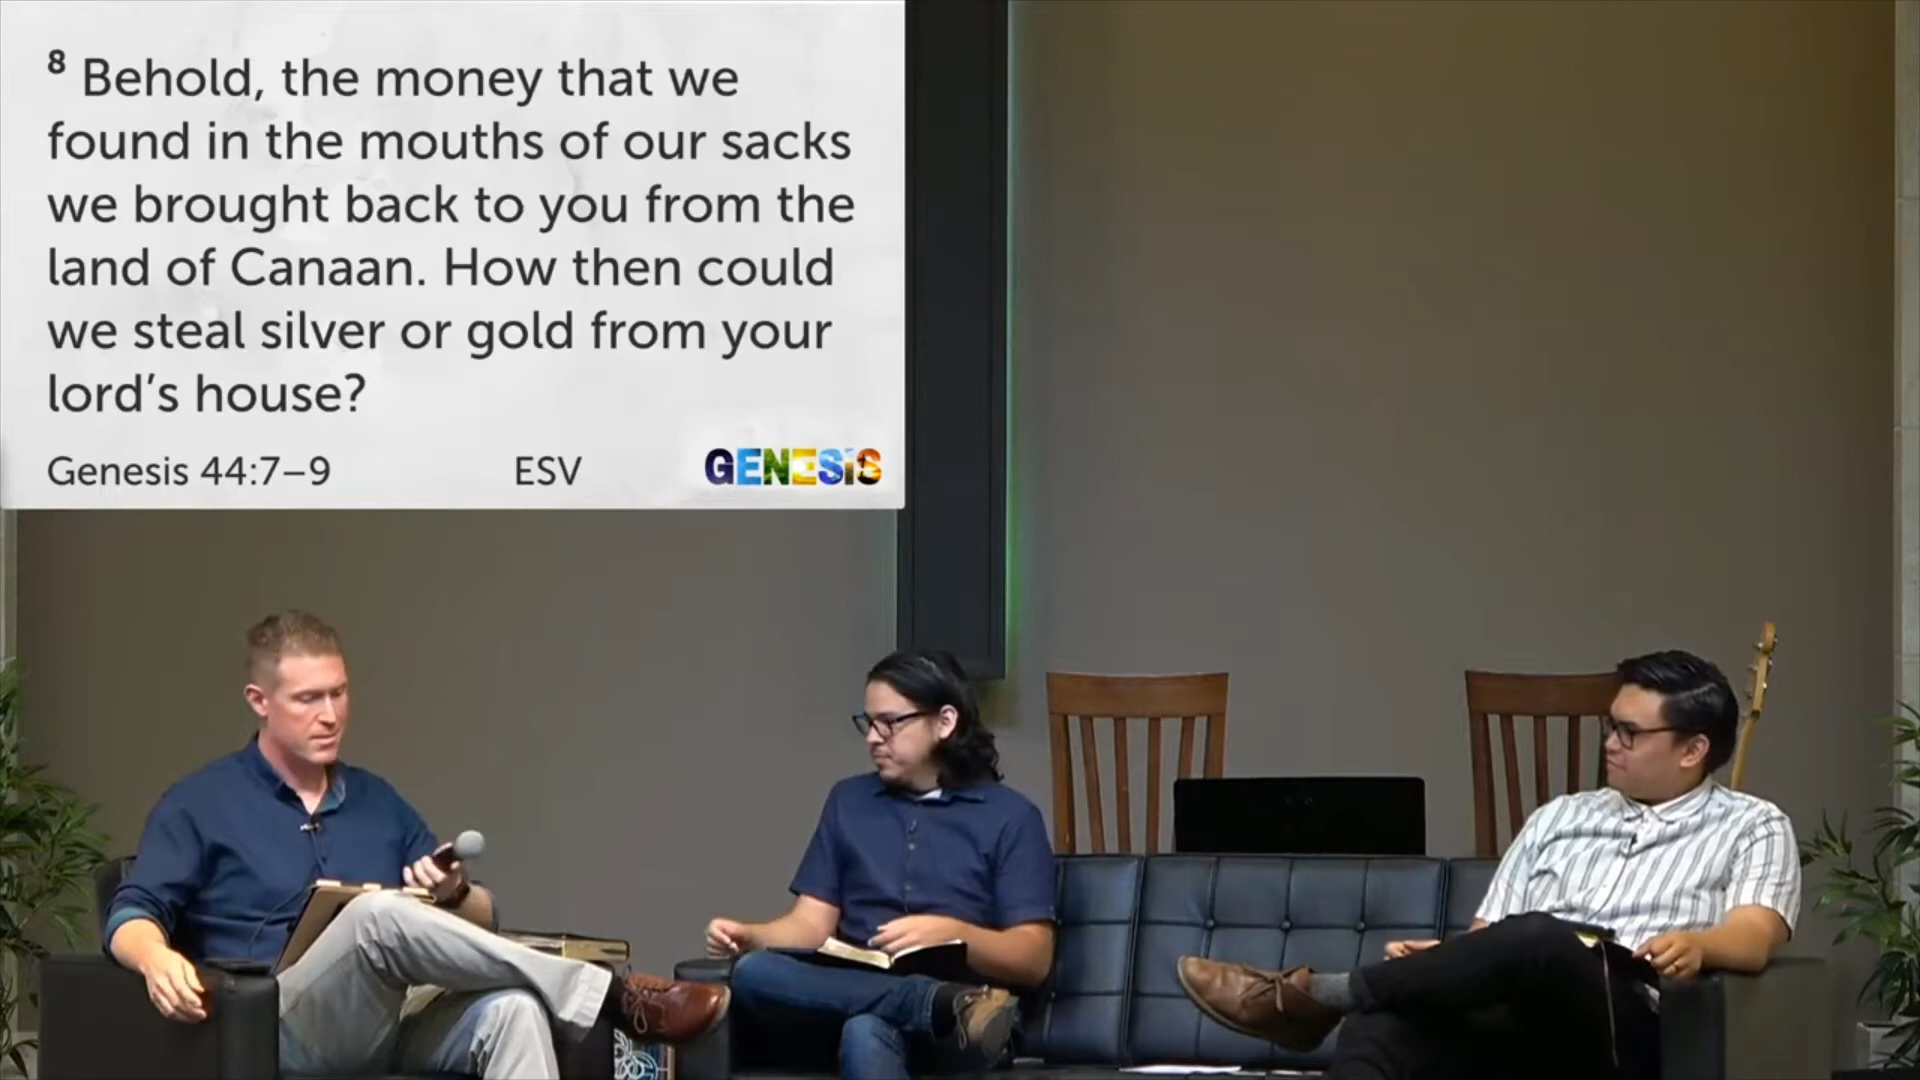 8 Behold, the money that we
found in the mouths of our sacks
we brought back to you from the
land of Canaan. How then could
we steal silver or gold from your
lord’s house?
Genesis 44:7–9 ESV GENESIS